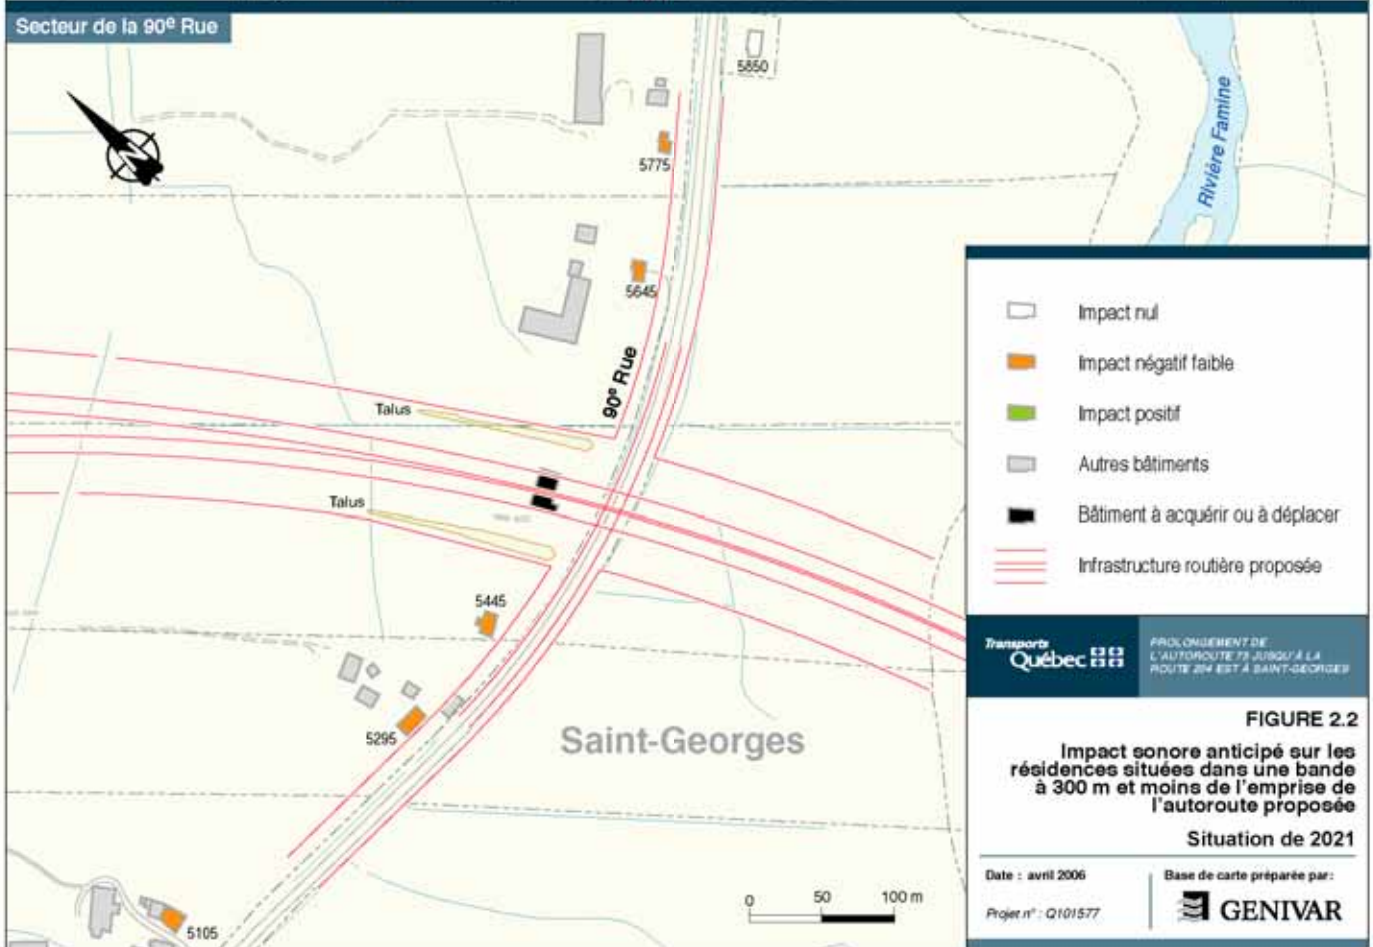 Secteur de la 90e Rue
5850
Rivière Famine
5775
5645
90e Rue
Talus
Talus
5445
5295
Saint-Georges
5105
0 50 100 m
N
Impact nul
Impact négatif faible
Impact positif
Autres bâtiments
Bâtiment à acquérir ou à déplacer
Infrastructure routière proposée
Transports
Québec
PROLONGEMENT DE
L'AUTOROUTE 73 JUSQU'À LA
ROUTE 204 EST À SAINT-GEORGES
FIGURE 2.2
Impact sonore anticipé sur les
résidences situées dans une bande
à 300 m et moins de l'emprise de
l'autoroute proposée
Situation de 2021
Date : avril 2006
Projet n° : Q101577
Base de carte préparée par:
GENIVAR